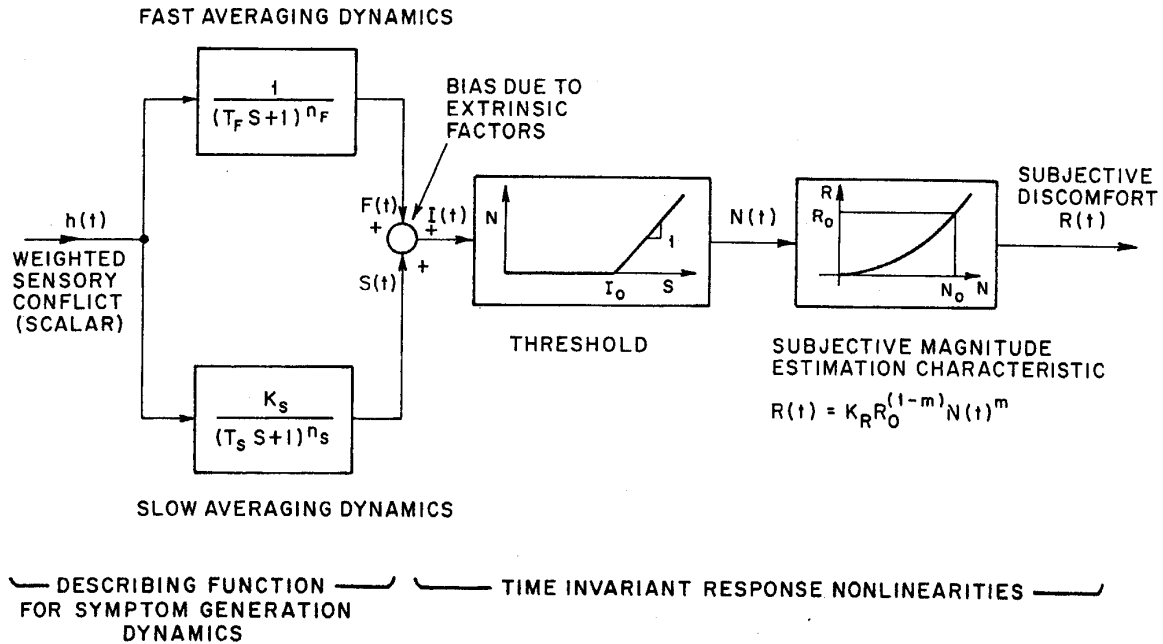 FAST AVERAGING DYNAMICS
1
(T_F S+1)^n_F
BIAS DUE TO
EXTRINSIC
FACTORS
h(t)
WEIGHTED
SENSORY
CONFLICT
(SCALAR)
F(t)
+
I(t)
+
+
S(t)
N
1
I_0
S
THRESHOLD
N(t)
R
R_0
N_0
N
SUBJECTIVE
DISCOMFORT
R(t)
SUBJECTIVE MAGNITUDE
ESTIMATION CHARACTERISTIC
R(t) = K_R R_0^(1-m) N(t)^m
K_S
(T_S S+1)^n_S
SLOW AVERAGING DYNAMICS
DESCRIBING FUNCTION
FOR SYMPTOM GENERATION
DYNAMICS
TIME INVARIANT RESPONSE NONLINEARITIES